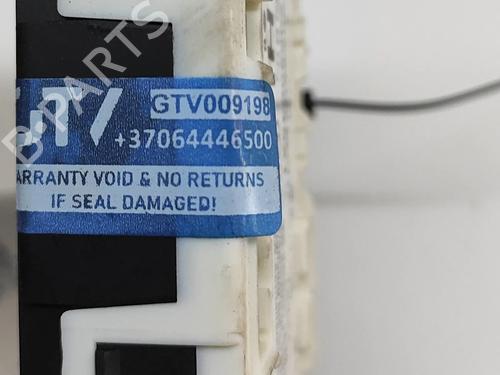 GTV009198
+37064446500
ARRANTY VOID & NO RETURNS
IF SEAL DAMAGED!
B-PARTS